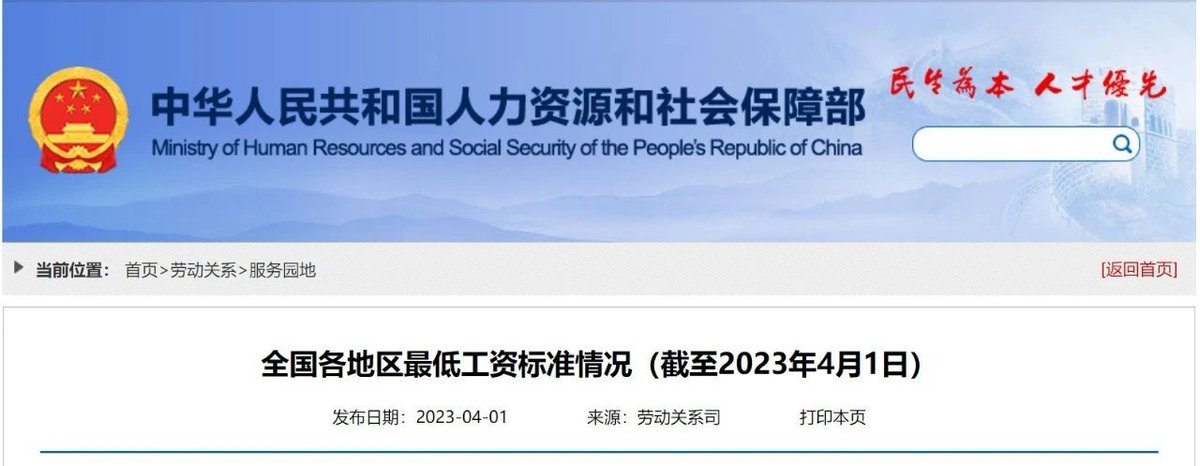 中华人民共和国人力资源和社会保障部
Ministry of Human Resources and Social Security of the People's Republic of China
民生為本 人才優先
当前位置： 首页>劳动关系>服务园地
[返回首页]
全国各地区最低工资标准情况（截至2023年4月1日）
发布日期：2023-04-01 来源：劳动关系司 打印本页